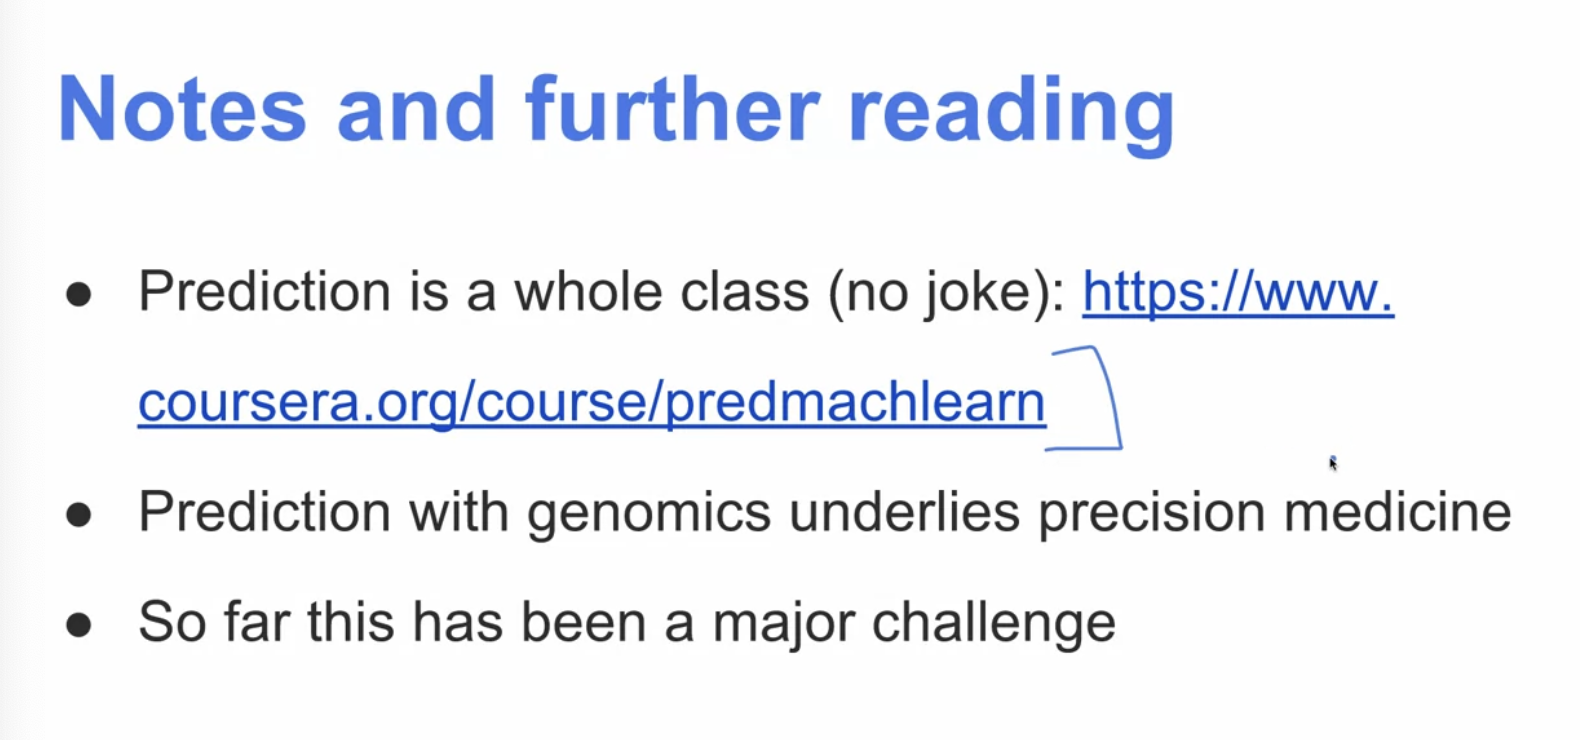 Notes and further reading
● Prediction is a whole class (no joke): https://www.
coursera.org/course/predmachlearn
● Prediction with genomics underlies precision medicine
● So far this has been a major challenge